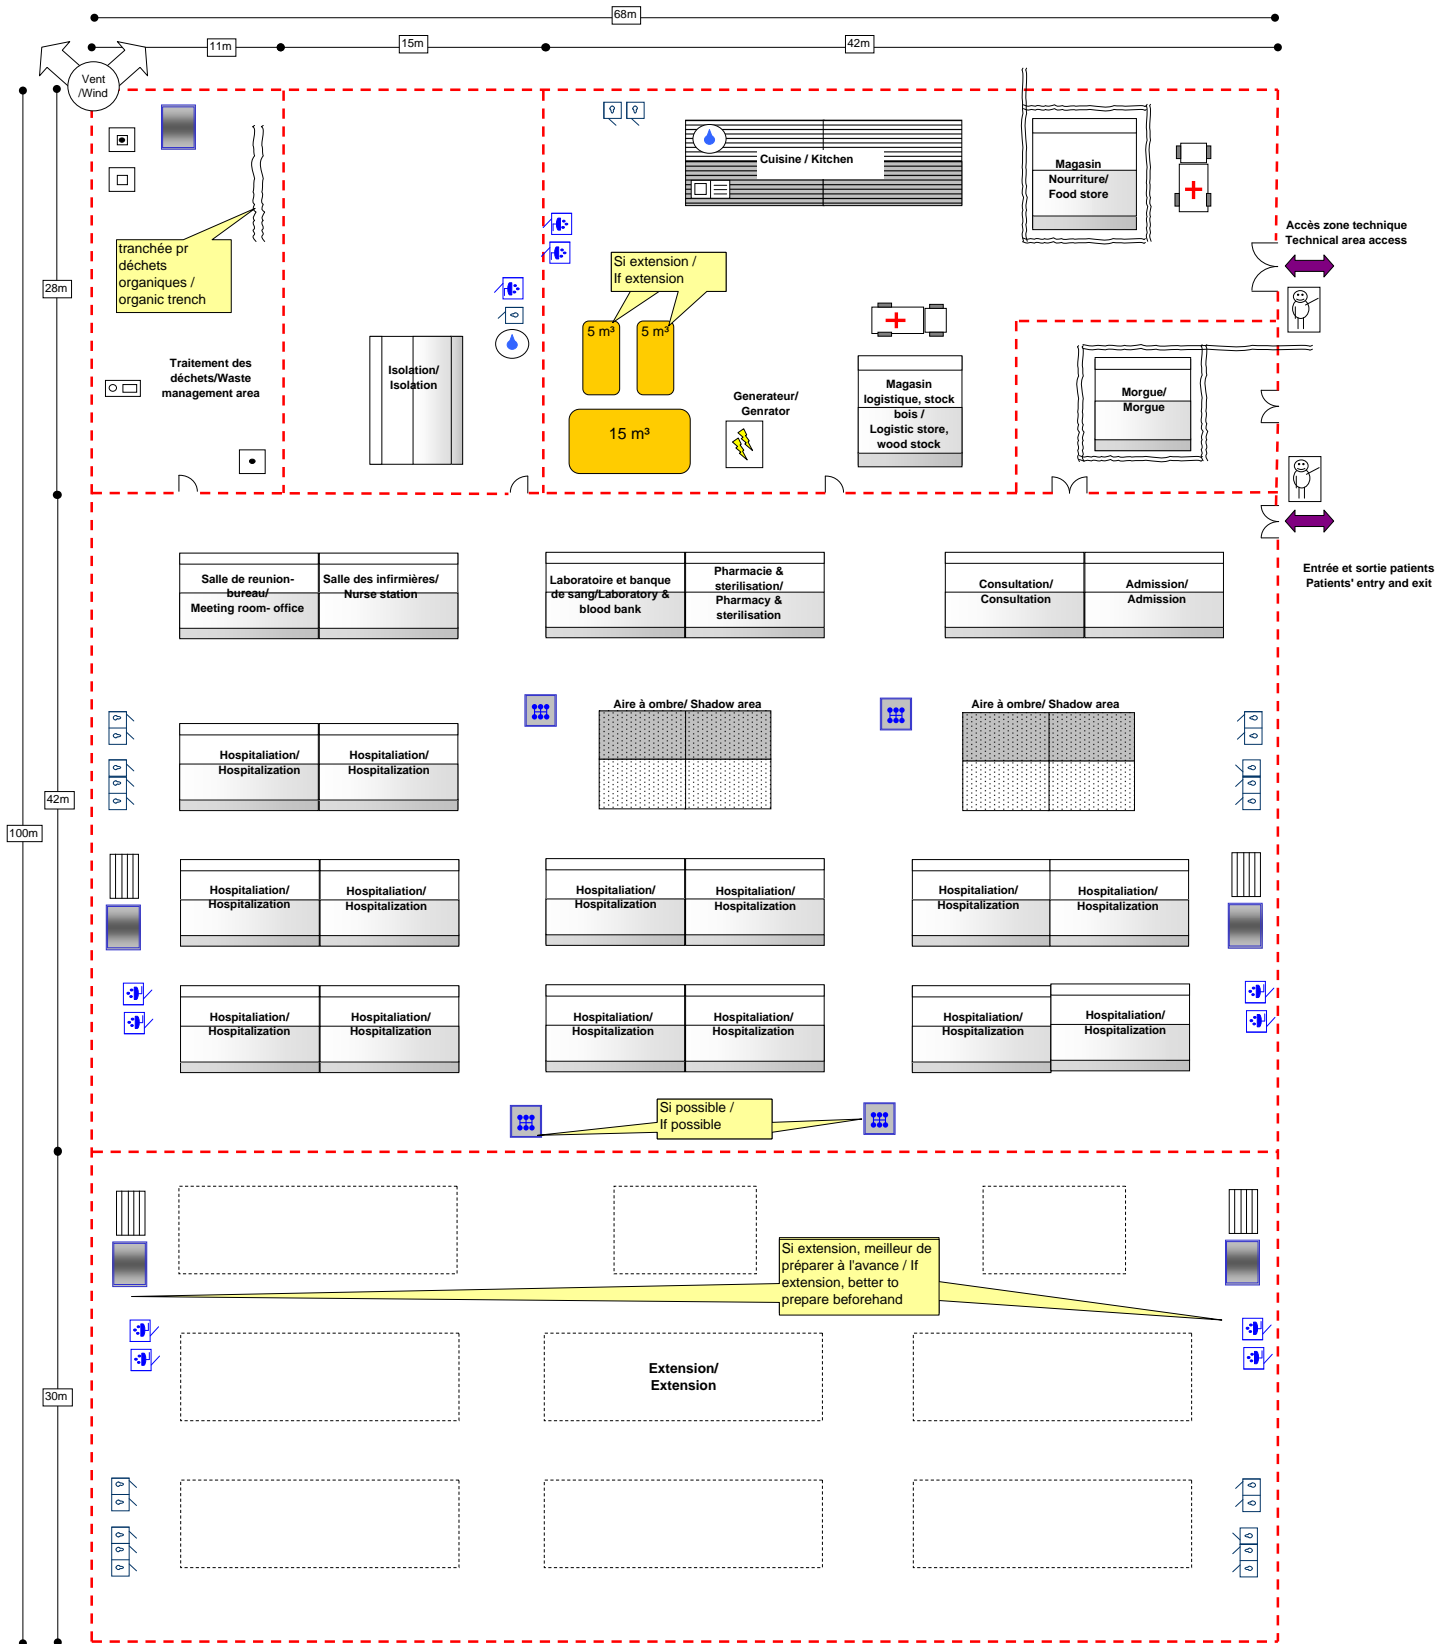 68m
11m
15m
42m
Vent
/Wind
Cuisine / Kitchen
Magasin
Nourriture/
Food store
Accès zone technique
Technical area access
tranchée pr
déchets
organiques /
organic trench
Si extension /
If extension
28m
5 m³
5 m³
Traitement des
déchets/Waste
management area
Isolation/
Isolation
Generateur/
Genrator
Magasin
logistique, stock
bois /
Logistic store,
wood stock
Morgue/
Morgue
15 m³
Entrée et sortie patients
Patients' entry and exit
Salle de reunion-
bureau/
Meeting room- office
Salle des infirmières/
Nurse station
Laboratoire et banque
de sang/Laboratory &
blood bank
Pharmacie &
sterilisation/
Pharmacy &
sterilisation
Consultation/
Consultation
Admission/
Admission
Aire à ombre/ Shadow area
Aire à ombre/ Shadow area
Hospitaliation/
Hospitalization
Hospitaliation/
Hospitalization
42m
100m
Hospitaliation/
Hospitalization
Hospitaliation/
Hospitalization
Hospitaliation/
Hospitalization
Hospitaliation/
Hospitalization
Hospitaliation/
Hospitalization
Hospitaliation/
Hospitalization
Hospitaliation/
Hospitalization
Hospitaliation/
Hospitalization
Hospitaliation/
Hospitalization
Hospitaliation/
Hospitalization
Hospitaliation/
Hospitalization
Hospitaliation/
Hospitalization
Si possible /
If possible
Si extension, meilleur de
préparer à l'avance / If
extension, better to
prepare beforehand
Extension/
Extension
30m